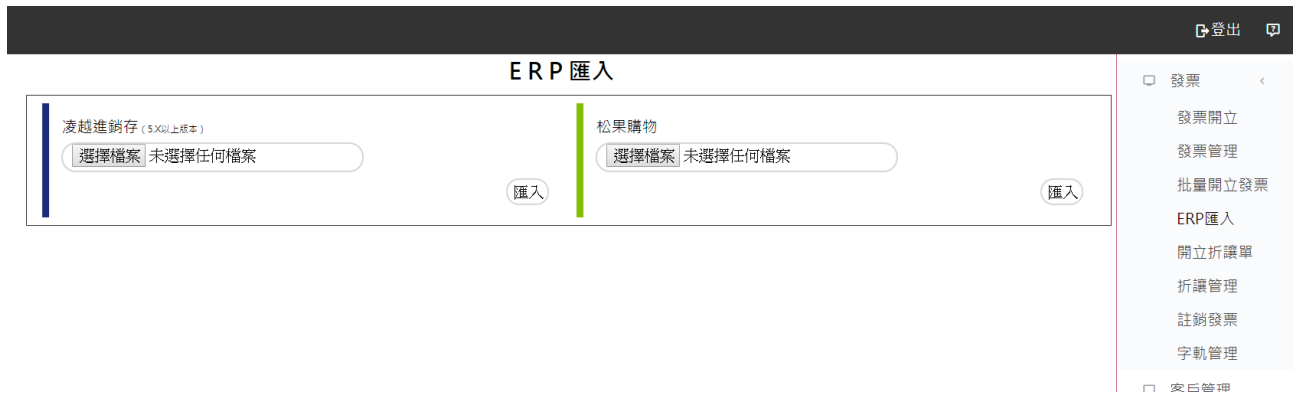 登出
ERP匯入
凌越進銷存(5.X以上版本)
選擇檔案 未選擇任何檔案
匯入
松果購物
選擇檔案 未選擇任何檔案
匯入
發票
發票開立
發票管理
批量開立發票
ERP匯入
開立折讓單
折讓管理
註銷發票
字軌管理
客戶管理